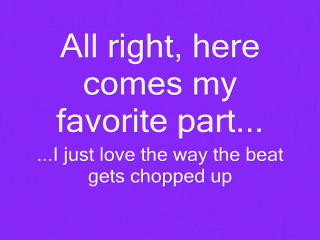 All right, here
comes my
favorite part...
...I just love the way the beat
gets chopped up